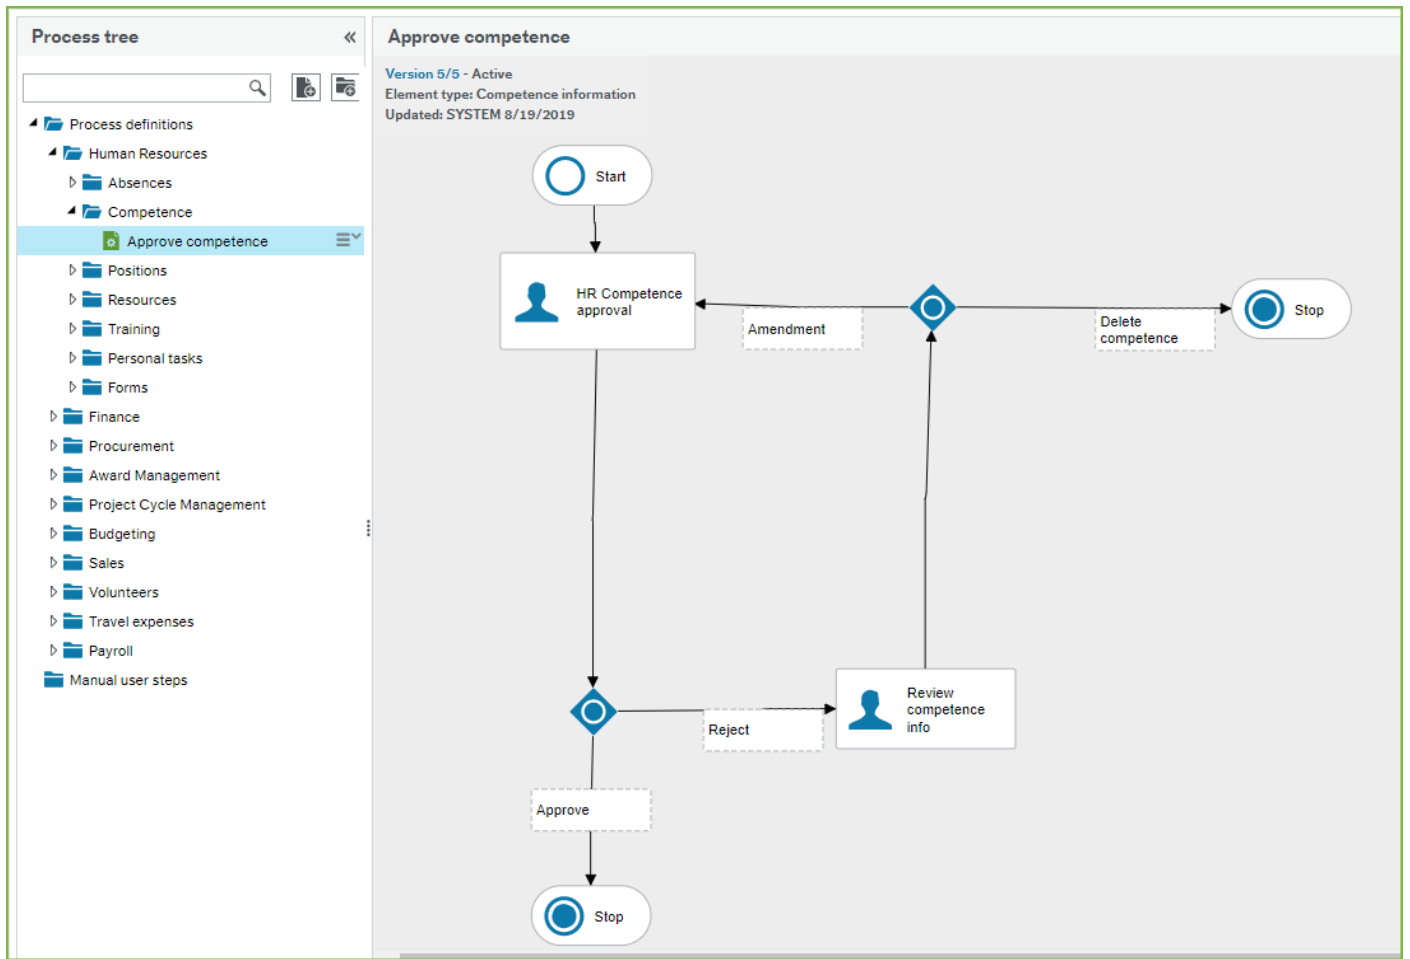 Process tree
Process definitions
Human Resources
Absences
Competence
Approve competence
Positions
Resources
Training
Personal tasks
Forms
Finance
Procurement
Award Management
Project Cycle Management
Budgeting
Sales
Volunteers
Travel expenses
Payroll
Manual user steps
Approve competence
Version 5/5 - Active
Element type: Competence information
Updated: SYSTEM 8/19/2019
Start
HR Competence
approval
Amendment
Delete
competence
Stop
Review
competence
info
Reject
Approve
Stop